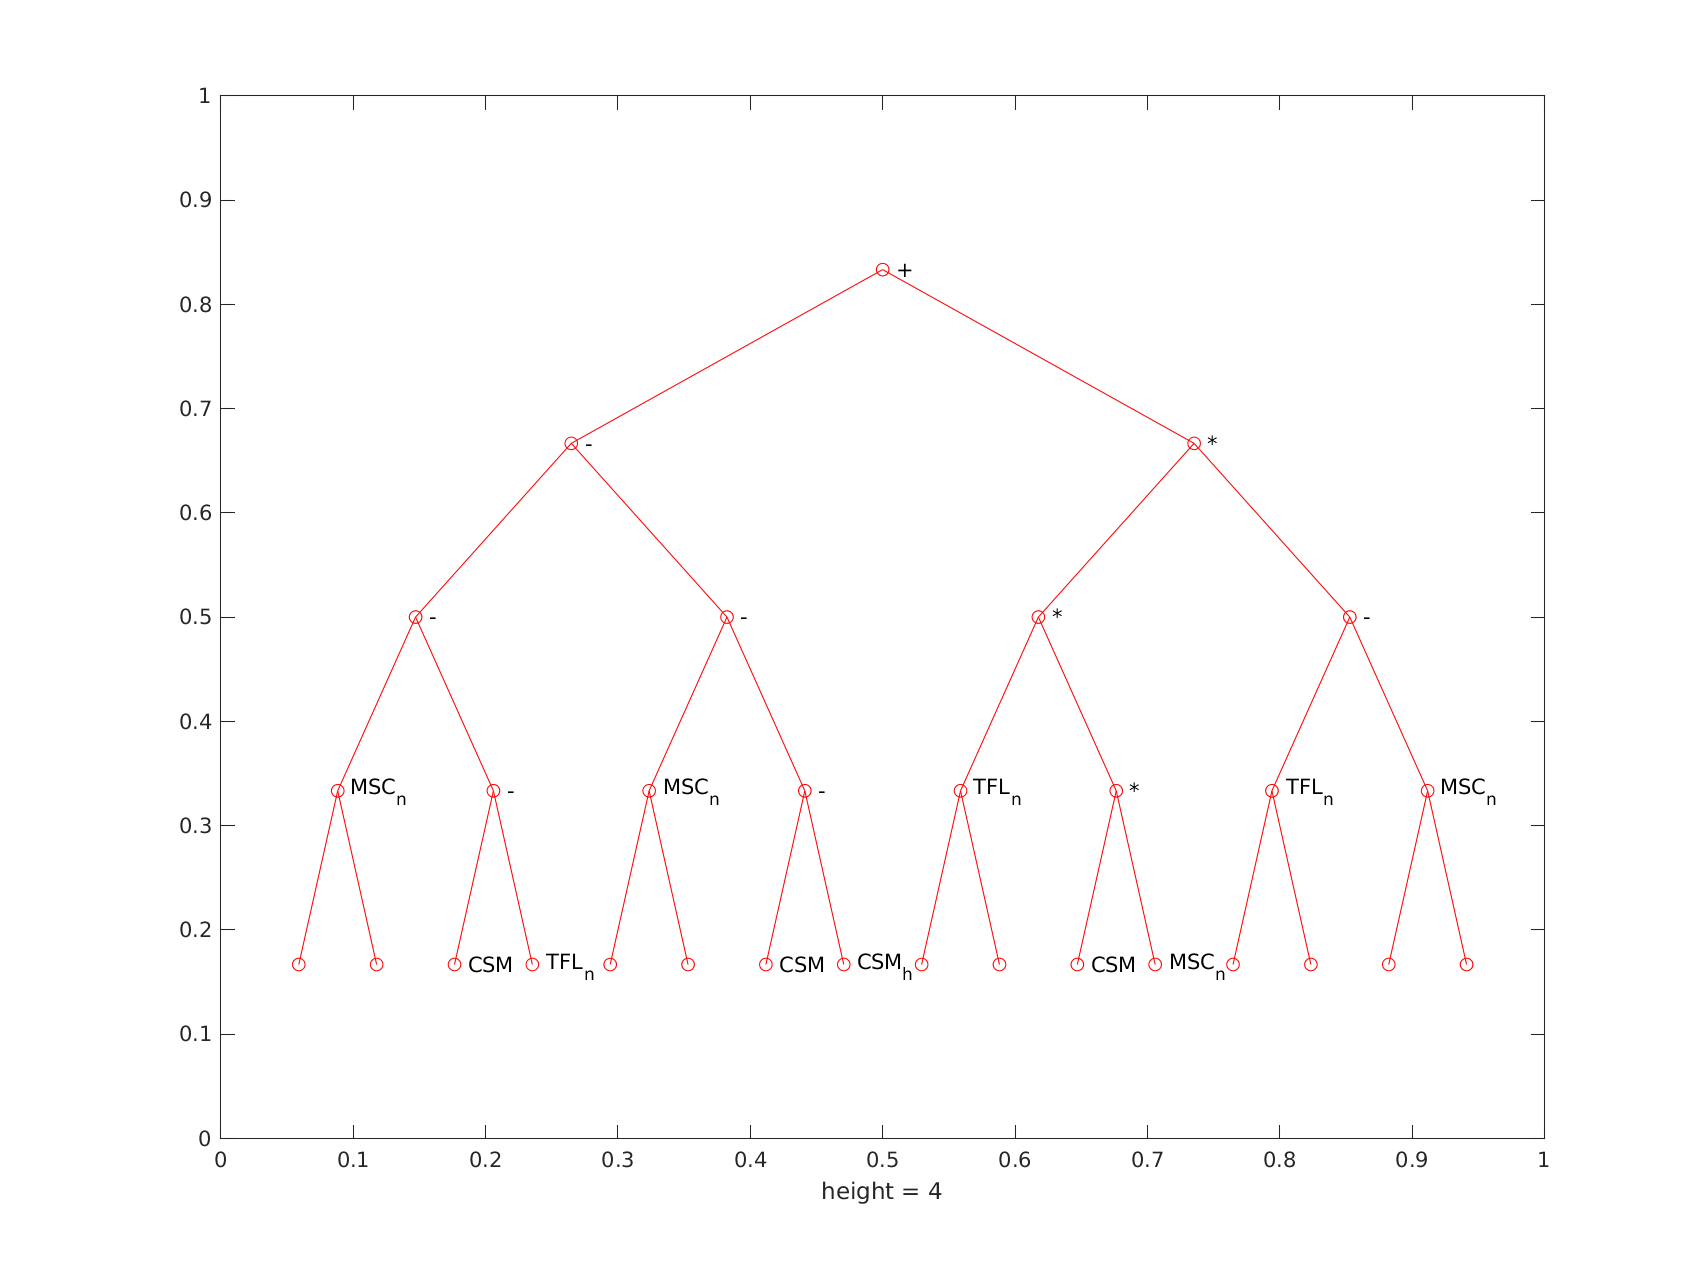 1
0.9
+
0.8
0.7
- *
0.6
0.5
- - * -
0.4
MSCn - MSCn - TFLn * TFLn MSCn
0.3
0.2
CSM TFLn CSM CSMh CSM MSCn
0.1
0
0 0.1 0.2 0.3 0.4 0.5 0.6 0.7 0.8 0.9 1
height = 4